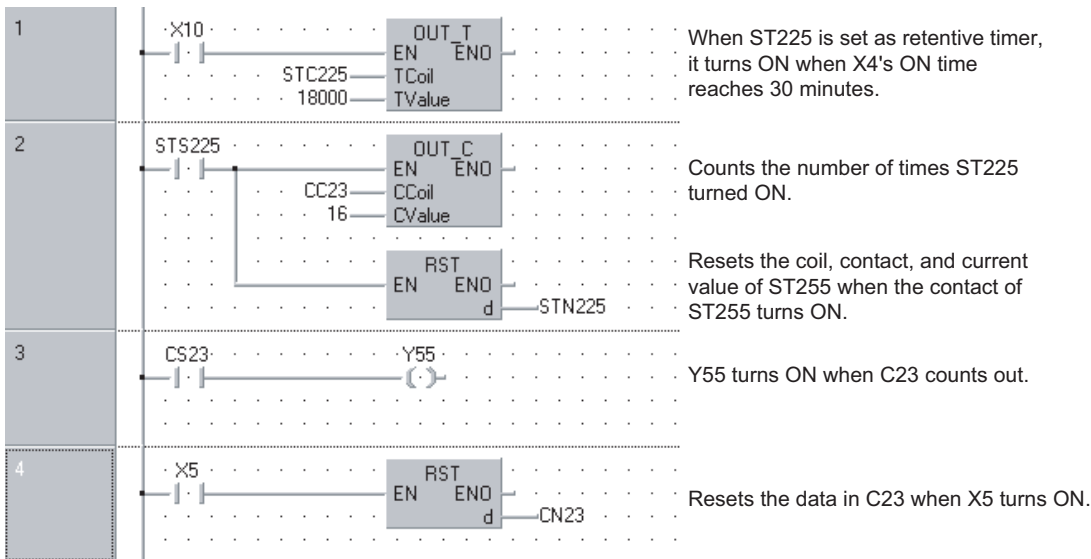 1
X10
OUT_T
EN ENO
STC225 TCoil
18000 TValue
When ST225 is set as retentive timer,
it turns ON when X4's ON time
reaches 30 minutes.
2
STS225
OUT_C
EN ENO
CC23 CCoil
16 CValue
Counts the number of times ST225
turned ON.
RST
EN ENO
d STN225
Resets the coil, contact, and current
value of ST255 when the contact of
ST255 turns ON.
3
CS23 Y55
Y55 turns ON when C23 counts out.
4
X5
RST
EN ENO
d CN23
Resets the data in C23 when X5 turns ON.